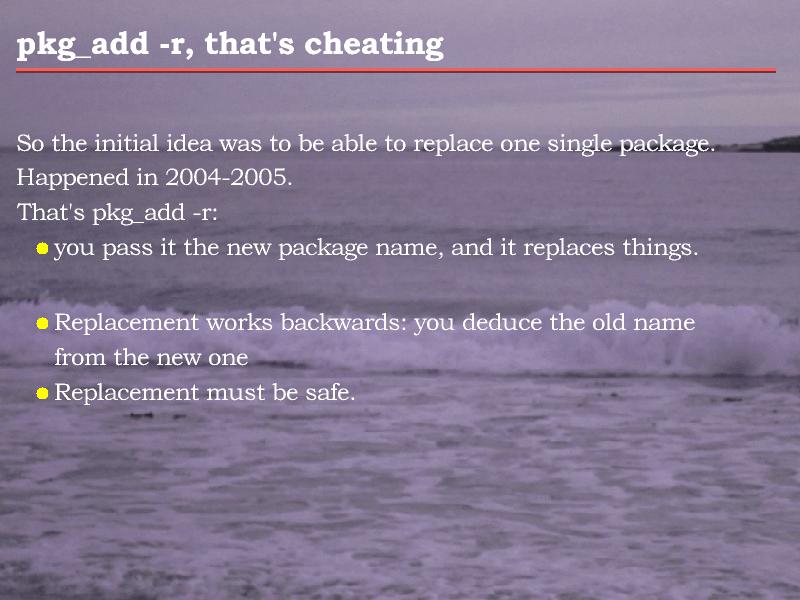 pkg_add -r, that's cheating
So the initial idea was to be able to replace one single package.
Happened in 2004-2005.
That's pkg_add -r:
you pass it the new package name, and it replaces things.
Replacement works backwards: you deduce the old name
from the new one
Replacement must be safe.